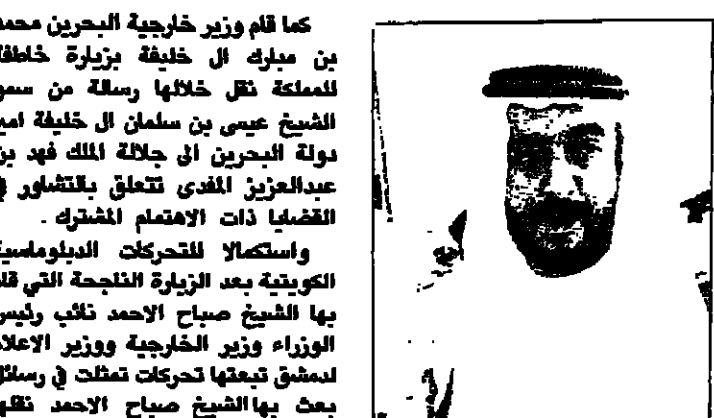 كما قام وزير خارجية البحرين محمد
بن مبارك ال خليفة بزيارة خاطفة
للمملكة نقل خلالها رسالة من سمو
الشيخ عيسى بن سلمان ال خليفة امير
دولة البحرين الى جلالة الملك فهد بن
عبدالعزيز المفدى تتعلق بالتشاور في
القضايا ذات الاهتمام المشترك .
واستكمالا للتحركات الدبلوماسية
الكويتية بعد الزيارة الناجحة التي قام
بها الشيخ صباح الاحمد نائب رئيس
الوزراء وزير الخارجية ووزير الاعلام
لدمشق تبعتها تحركات تمثلت في رسائل
بعث بها الشيخ صباح الاحمد نقلها